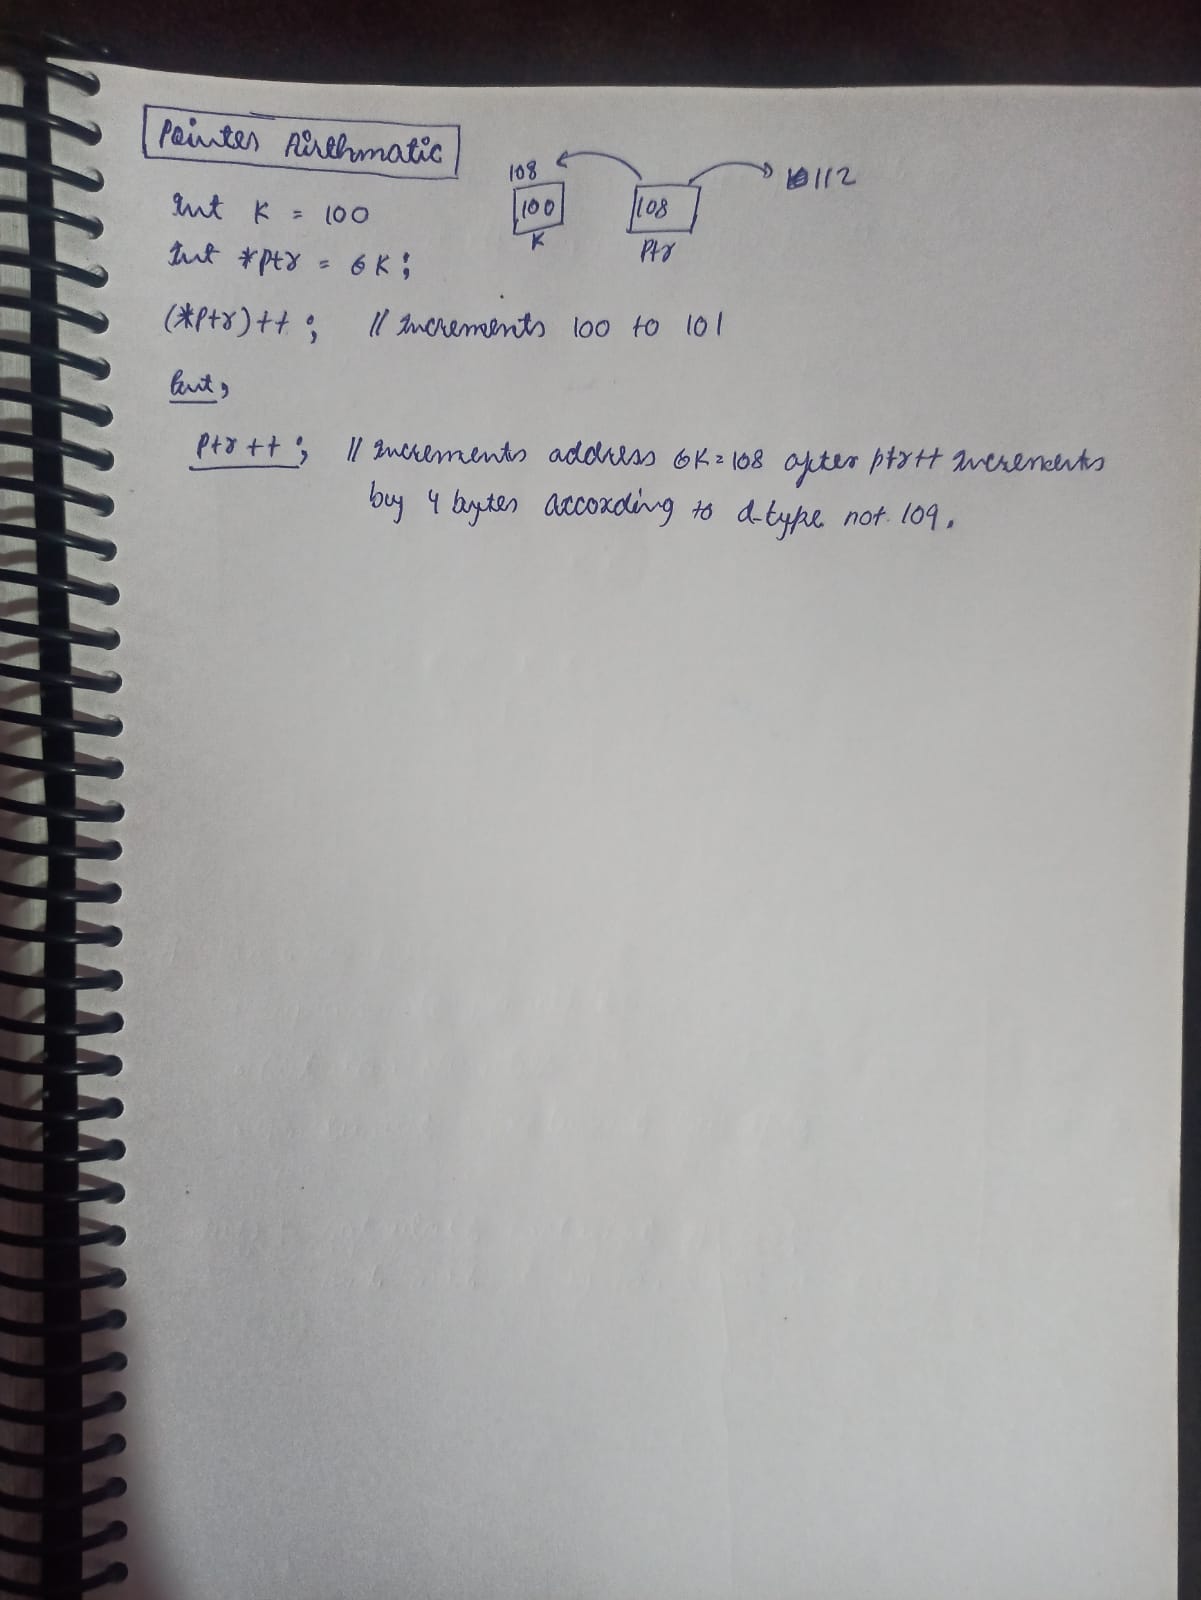 Pointer Airthmatic
Int K = 100
108
100
K
108
Ptr
112
Int *ptr = &K;
(*Ptr)++; // Increments 100 to 101
but,
Ptr++; // Increments address &K=108 after ptr++ increments
by 4 bytes according to d-type not 109.